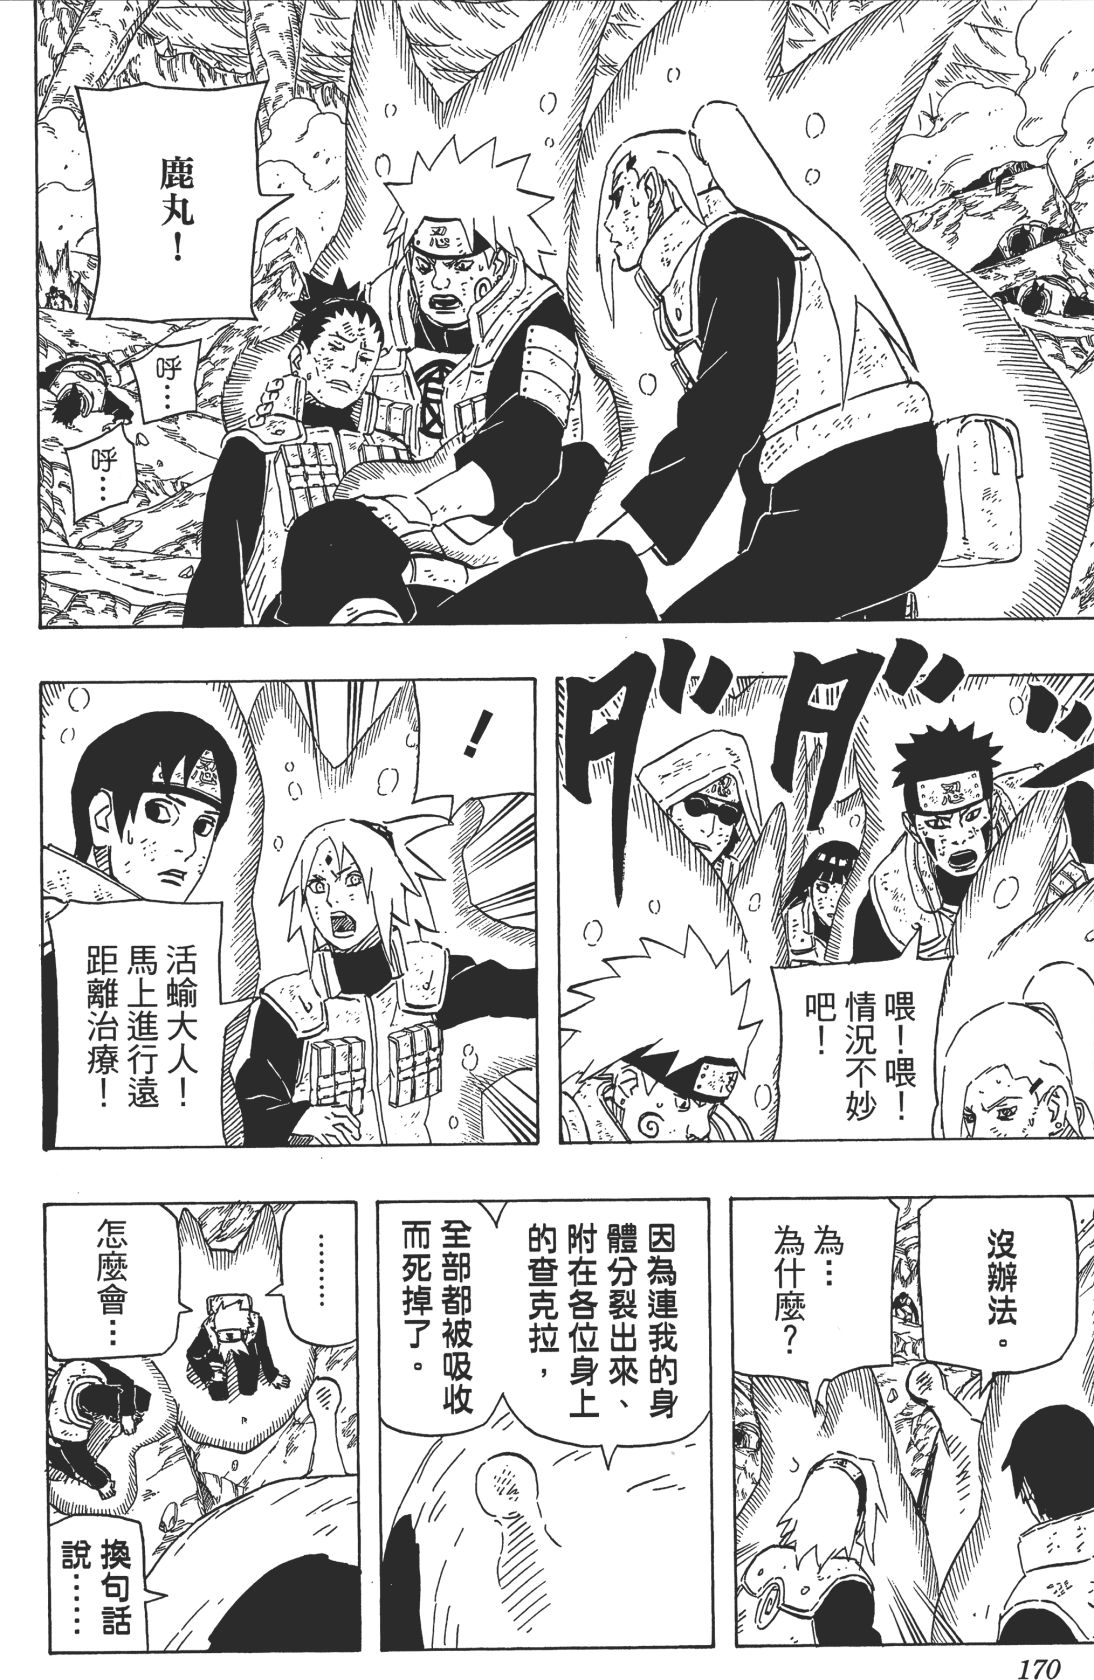 鹿丸！
呼…
呼…
ダダッ
喂！喂！
情況不妙
吧！
！
活蝓大人！
馬上進行遠
距離治療！
沒辦法。
為…
為什麼？
因為連我的身
體分裂出來、
附在各位身上
的查克拉，
全部都被吸收
而死掉了。
………
怎麼會…
換句話
說……
170